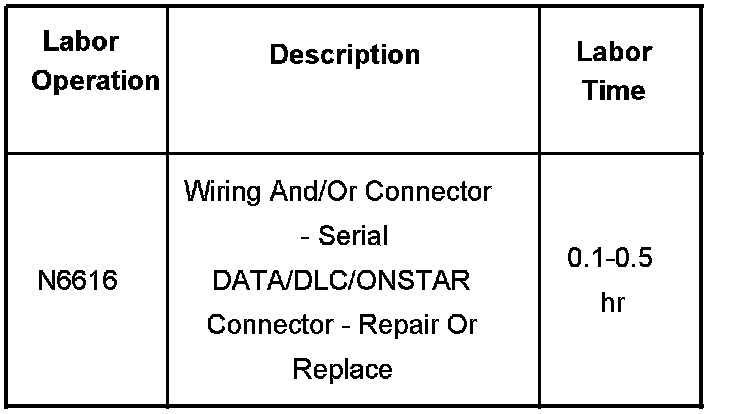 Labor
Operation
Description
Labor
Time
N6616
Wiring And/Or Connector
- Serial
DATA/DLC/ONSTAR
Connector - Repair Or
Replace
0.1-0.5
hr